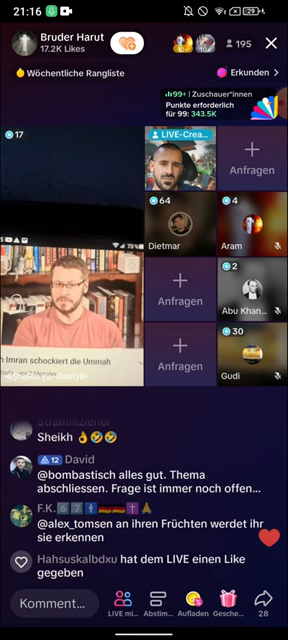 21:16
29
Bruder Harut
17.2K Likes
195
Wöchentliche Rangliste
Erkunden >
99+ | Zuschauer*innen
Punkte erforderlich
für 99: 343.5K
17
LIVE-Crea...
Anfragen
64
Dietmar
4
Aram
Anfragen
2
Abu Khan...
n Imran schockiert die Ummah
Anfragen
30
Gudi
Sheikh 👌🤣🤣
12 David
@bombastisch alles gut. Thema
abschliessen. Frage ist immer noch offen...
F.K.
@alex_tomsen an ihren Früchten werdet ihr
sie erkennen
Hahsuskalbdxu hat dem LIVE einen Like
gegeben
Komment...
LIVE mi...
Abstim...
Aufladen
Gesche...
28